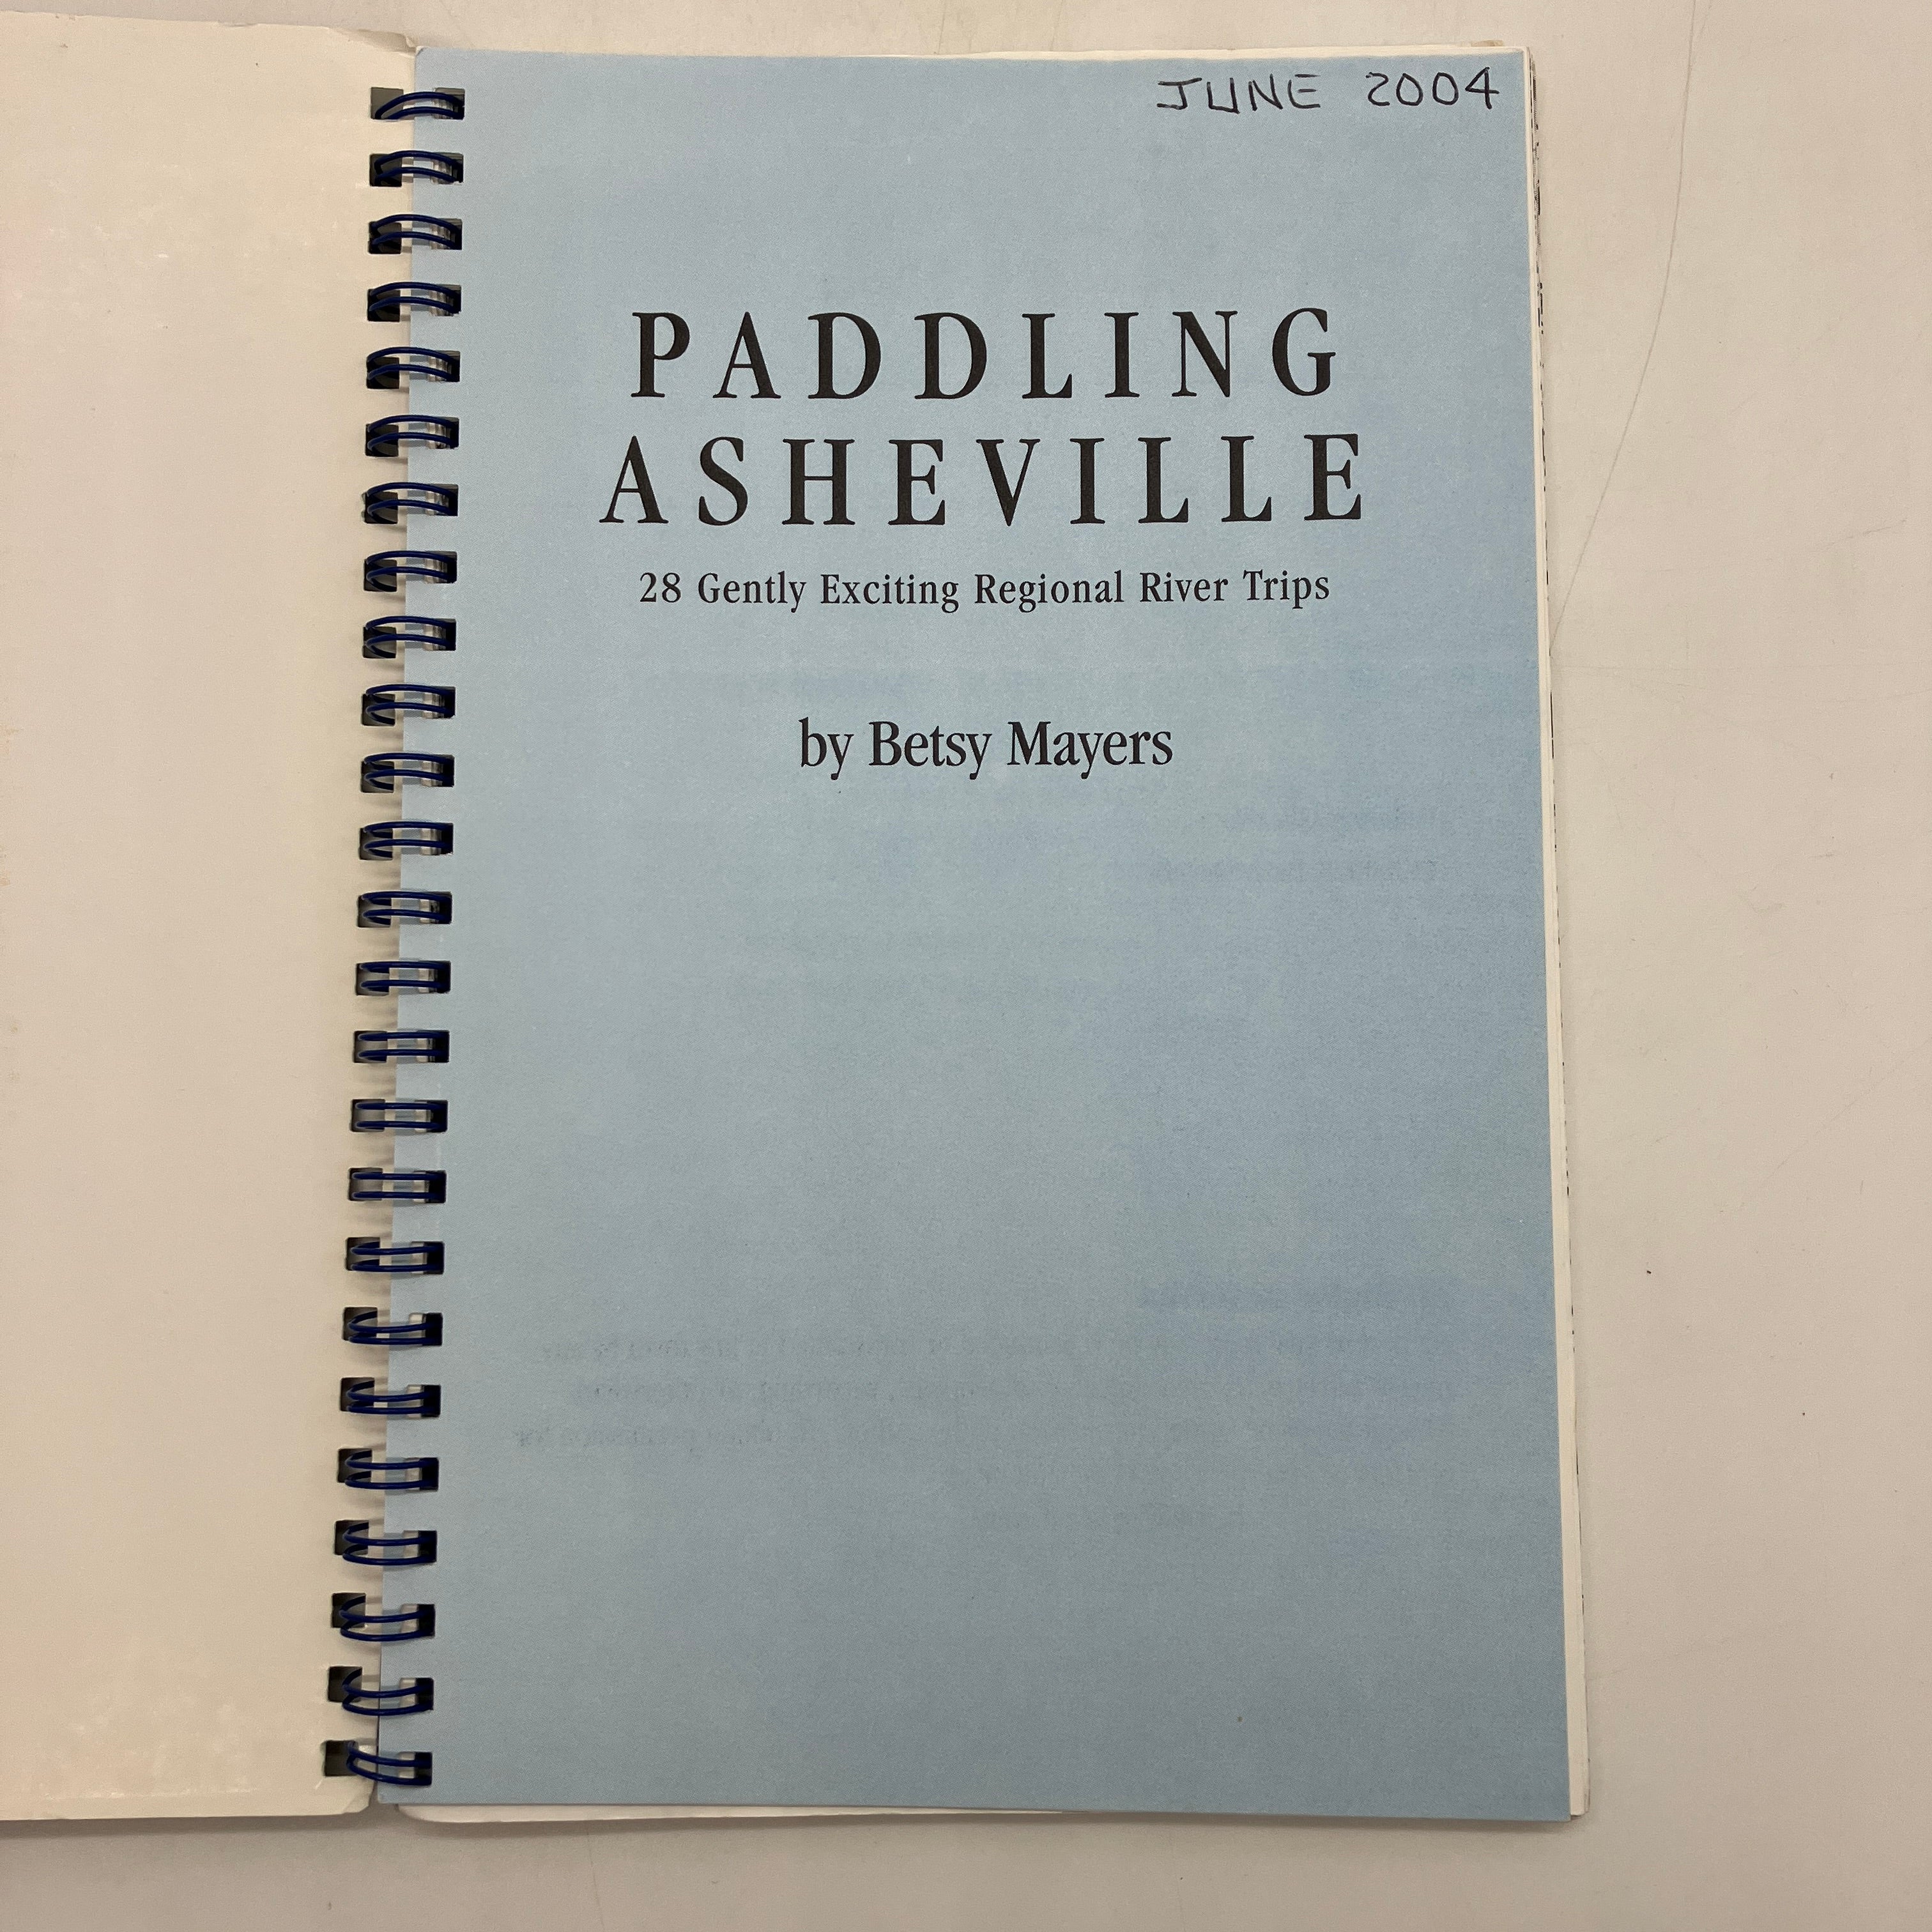 JUNE 2004
PADDLING
ASHEVILLE
28 Gently Exciting Regional River Trips
by Betsy Mayers